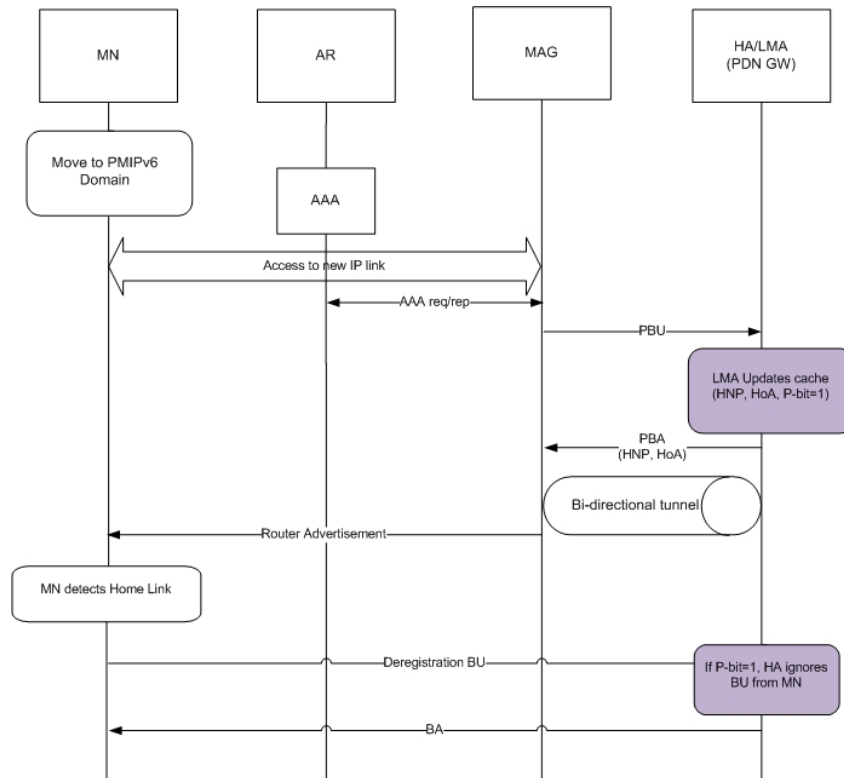 MN
AR
MAG
HA/LMA
(PDN GW)
Move to PMIPv6
Domain
AAA
Access to new IP link
AAA req/rep
PBU
LMA Updates cache
(HNP, HoA, P-bit=1)
PBA
(HNP, HoA)
Bi-directional tunnel
Router Advertisement
MN detects Home Link
Deregistration BU
If P-bit=1, HA ignores
BU from MN
BA